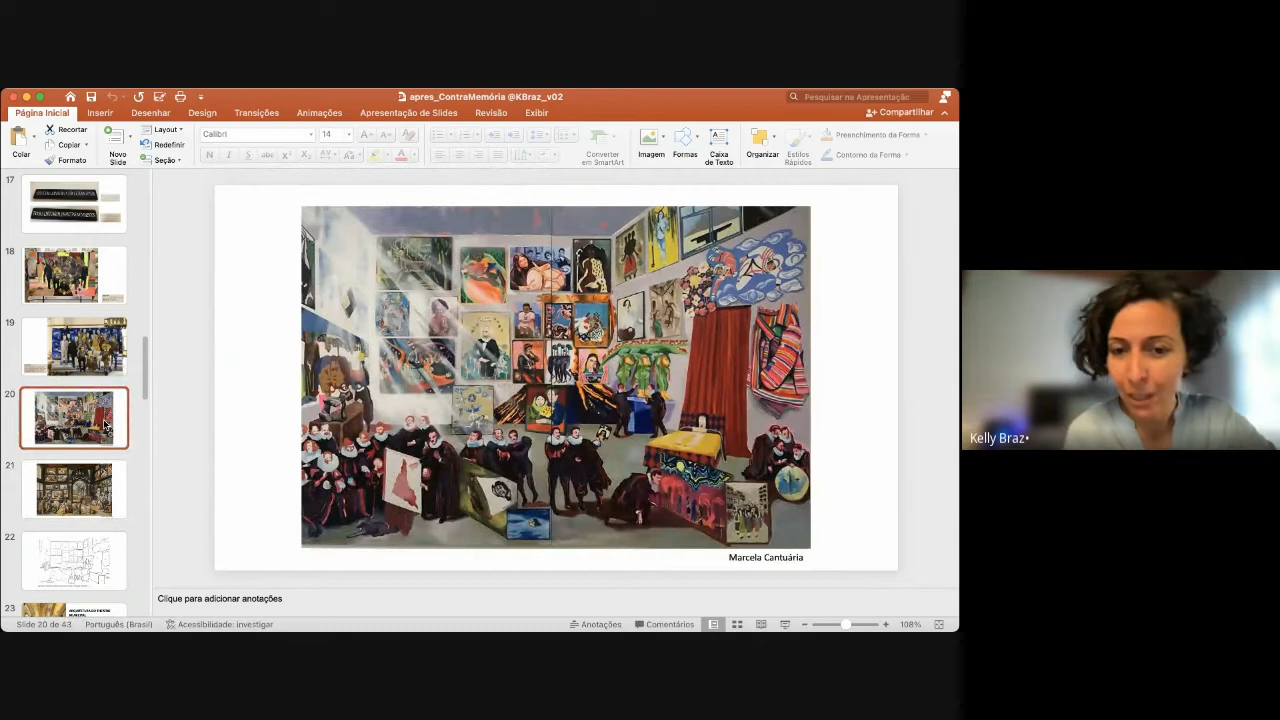 apres_ContraMemória @KBraz_v02
Pesquisar na Apresentação
Página Inicial
Inserir
Desenhar
Design
Transições
Animações
Apresentação de Slides
Revisão
Exibir
Compartilhar
Colar
Recortar
Copiar
Formato
Novo
Slide
Layout
Redefinir
Seção
Calibri
14
Converter
em SmartArt
Imagem
Formas
Caixa
de Texto
Organizar
Estilos
Rápidos
Preenchimento da Forma
Contorno da Forma
17
18
19
20
21
22
23
Marcela Cantuária
Clique para adicionar anotações
Slide 20 de 43
Português (Brasil)
Acessibilidade: investigar
Anotações
Comentários
108%
Kelly Braz